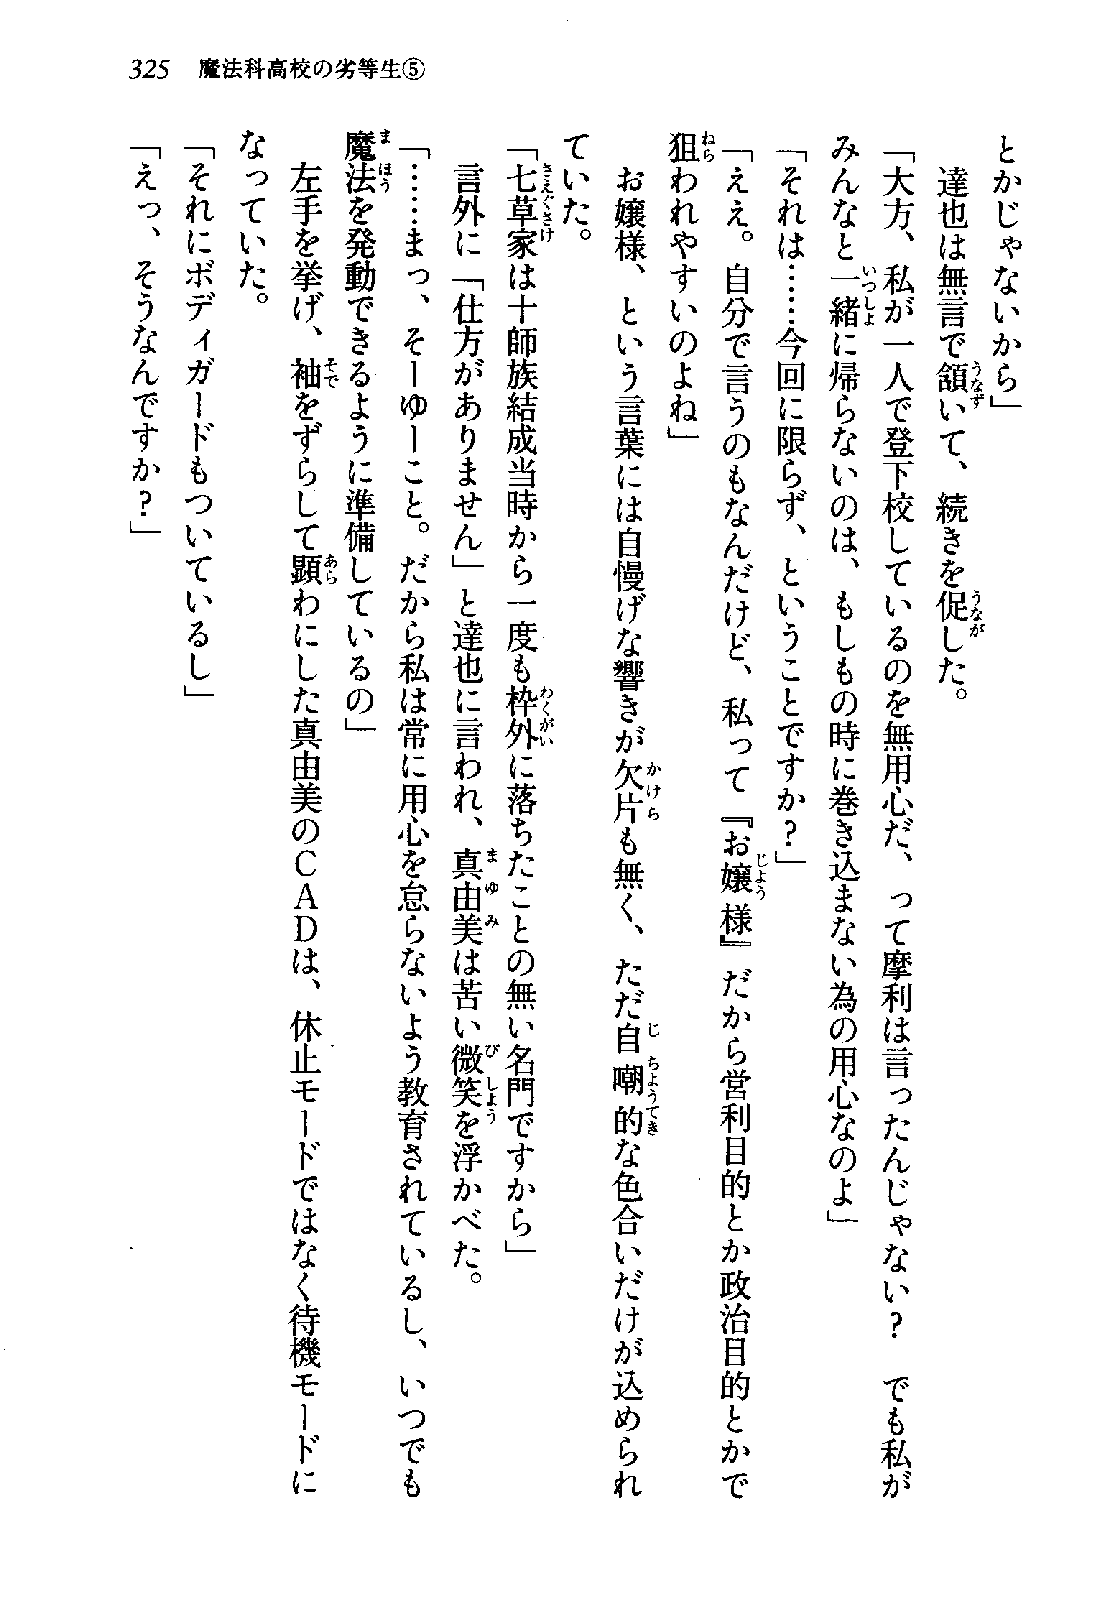 325 魔法科高校の劣等生⑤
とかじゃないから」
　達也は無言で頷いて、続きを促した。
「大方、私が一人で登下校しているのを無用心だ、って摩利は言ったんじゃない？　でも私が
みんなと一緒に帰らないのは、もしもの時に巻き込まない為の用心なのよ」
「それは……今回に限らず、ということですか？」
「ええ。自分で言うのもなんだけど、私って『お嬢様』だから営利目的とか政治目的とかで
狙われやすいのよね」
　お嬢様、という言葉には自慢げな響きが欠片も無く、ただ自嘲的な色合いだけが込められ
ていた。
「七草家は十師族結成当時から一度も枠外に落ちたことの無い名門ですから」
　言外に「仕方がありません」と達也に言われ、真由美は苦い微笑を浮かべた。
「……まっ、そーゆーこと。だから私は常に用心を怠らないよう教育されているし、いつでも
魔法を発動できるように準備しているの」
　左手を挙げ、袖をずらして顕わにした真由美のＣＡＤは、休止モードではなく待機モードに
なっていた。
「それにボディガードもついているし」
「えっ、そうなんですか？」